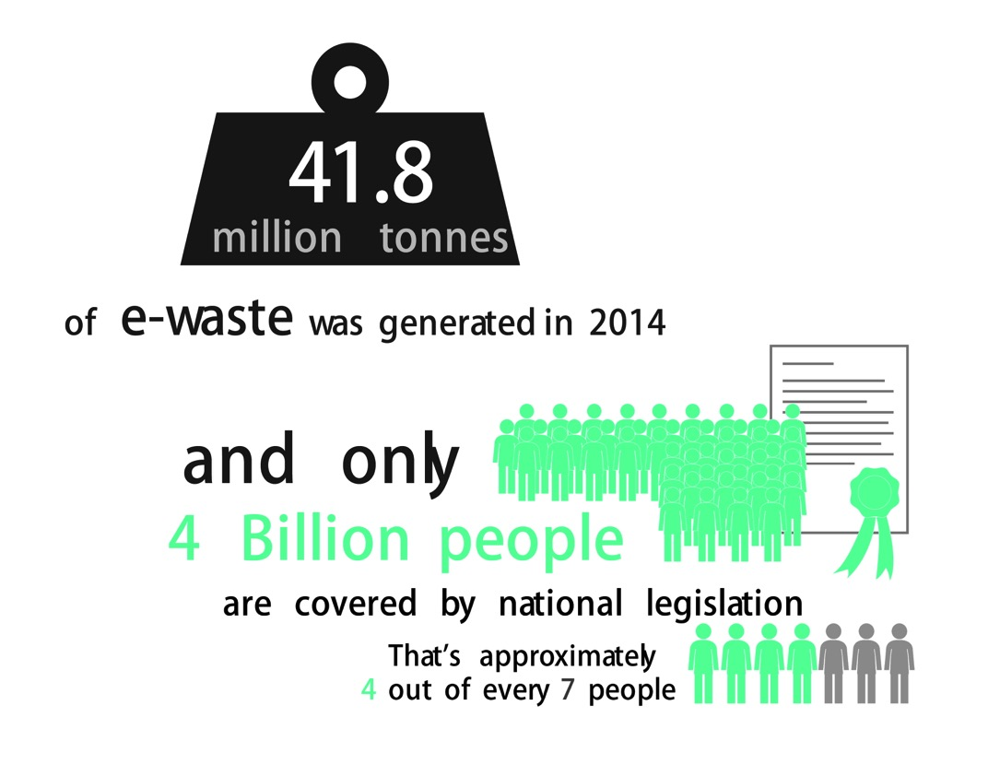 41.8
million tonnes
of e-waste was generated in 2014
and only
4 Billion people
are covered by national legislation
That's approximately
4 out of every 7 people